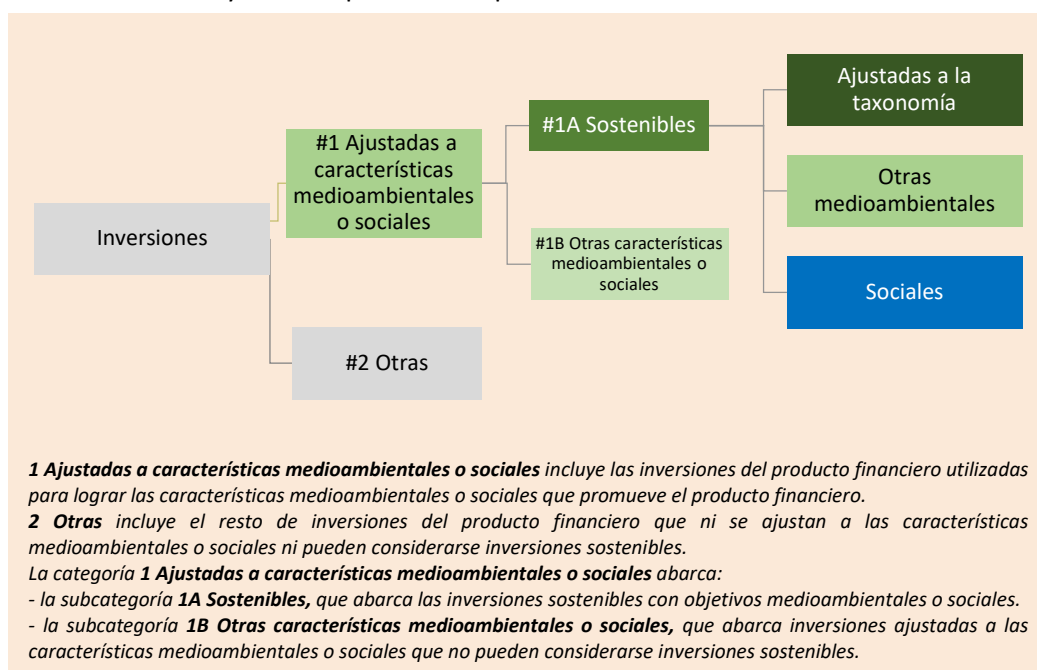 Inversiones
#1 Ajustadas a
características
medioambientales
o sociales
#2 Otras
#1A Sostenibles
#1B Otras características
medioambientales o
sociales
Ajustadas a la
taxonomía
Otras
medioambientales
Sociales
1 Ajustadas a características medioambientales o sociales incluye las inversiones del producto financiero utilizadas
para lograr las características medioambientales o sociales que promueve el producto financiero.
2 Otras incluye el resto de inversiones del producto financiero que ni se ajustan a las características
medioambientales o sociales ni pueden considerarse inversiones sostenibles.
La categoría 1 Ajustadas a características medioambientales o sociales abarca:
- la subcategoría 1A Sostenibles, que abarca las inversiones sostenibles con objetivos medioambientales o sociales.
- la subcategoría 1B Otras características medioambientales o sociales, que abarca inversiones ajustadas a las
características medioambientales o sociales que no pueden considerarse inversiones sostenibles.